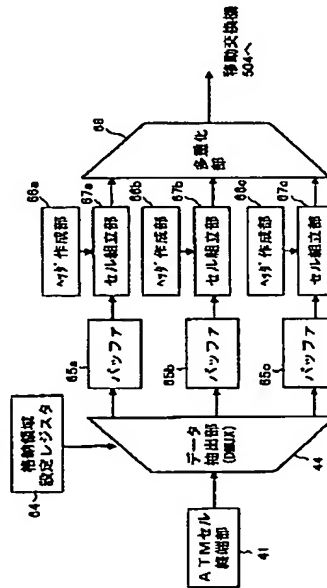 ATMセル
終端部
41
格納領域
設定レジスタ
64
データ
抽出部
(DMUX)
44
バッファ
65a
バッファ
65b
バッファ
65c
ヘッダ作成部
66a
セル組立部
67a
ヘッダ作成部
66b
セル組立部
67b
ヘッダ作成部
66c
セル組立部
67c
多重化
部
68
移動交換機
504へ